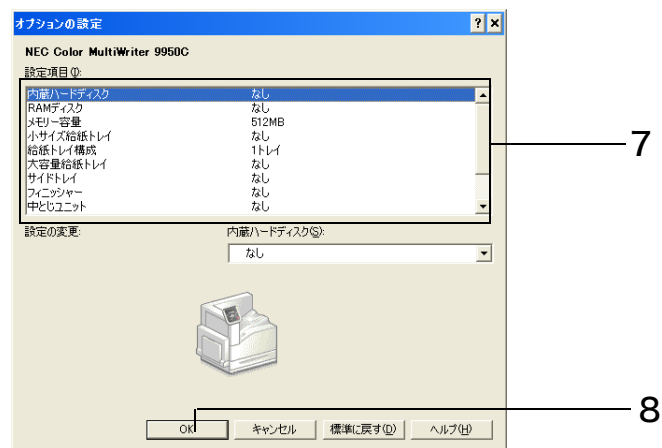 オプションの設定
NEC Color MultiWriter 9950C
設定項目(I):
内蔵ハードディスク なし
RAMディスク なし
メモリー容量 512MB
小サイズ給紙トレイ なし
給紙トレイ構成 1トレイ
大容量給紙トレイ なし
サイドトレイ なし
フィニッシャー なし
中とじユニット なし
7
設定の変更: 内蔵ハードディスク(S):
なし
8
OK キャンセル 標準に戻す(D) ヘルプ(H)